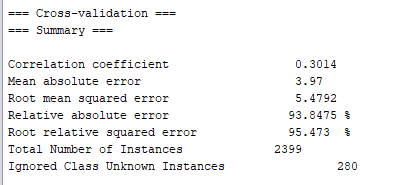 === Cross-validation ===
=== Summary ===
Correlation coefficient 0.3014
Mean absolute error 3.97
Root mean squared error 5.4792
Relative absolute error 93.8475 %
Root relative squared error 95.473 %
Total Number of Instances 2399
Ignored Class Unknown Instances 280